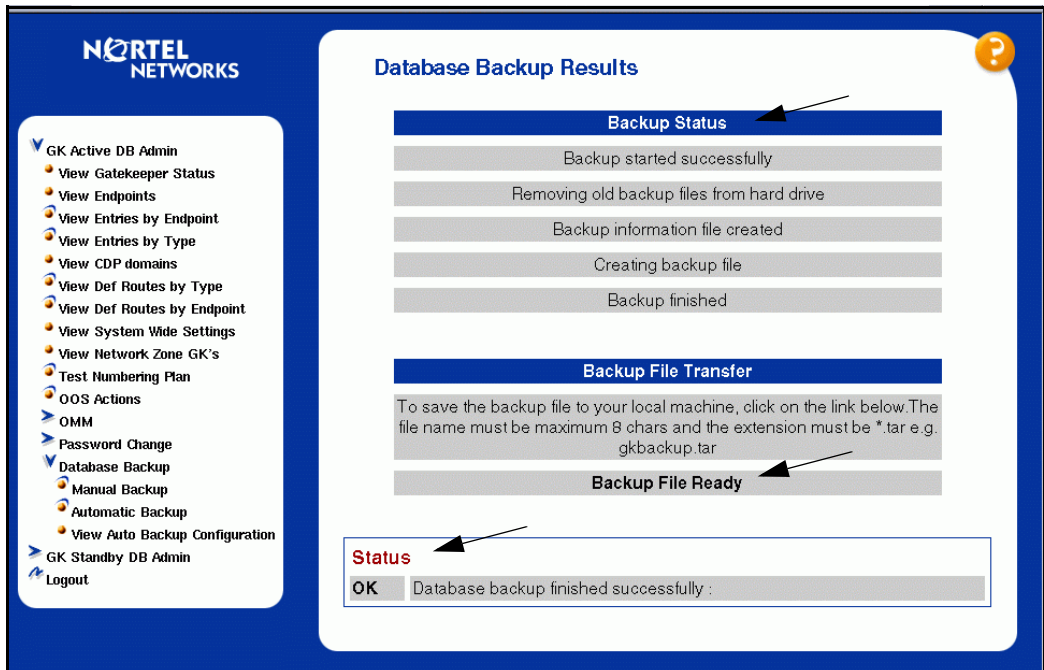 NORTEL
NETWORKS
GK Active DB Admin
View Gatekeeper Status
View Endpoints
View Entries by Endpoint
View Entries by Type
View CDP domains
View Def Routes by Type
View Def Routes by Endpoint
View System Wide Settings
View Network Zone GK's
Test Numbering Plan
OOS Actions
OMM
Password Change
Database Backup
Manual Backup
Automatic Backup
View Auto Backup Configuration
GK Standby DB Admin
Logout
?
Database Backup Results
Backup Status
Backup started successfully
Removing old backup files from hard drive
Backup information file created
Creating backup file
Backup finished
Backup File Transfer
To save the backup file to your local machine, click on the link below.The
file name must be maximum 8 chars and the extension must be *.tar e.g.
gkbackup.tar
Backup File Ready
Status
OK Database backup finished successfully :